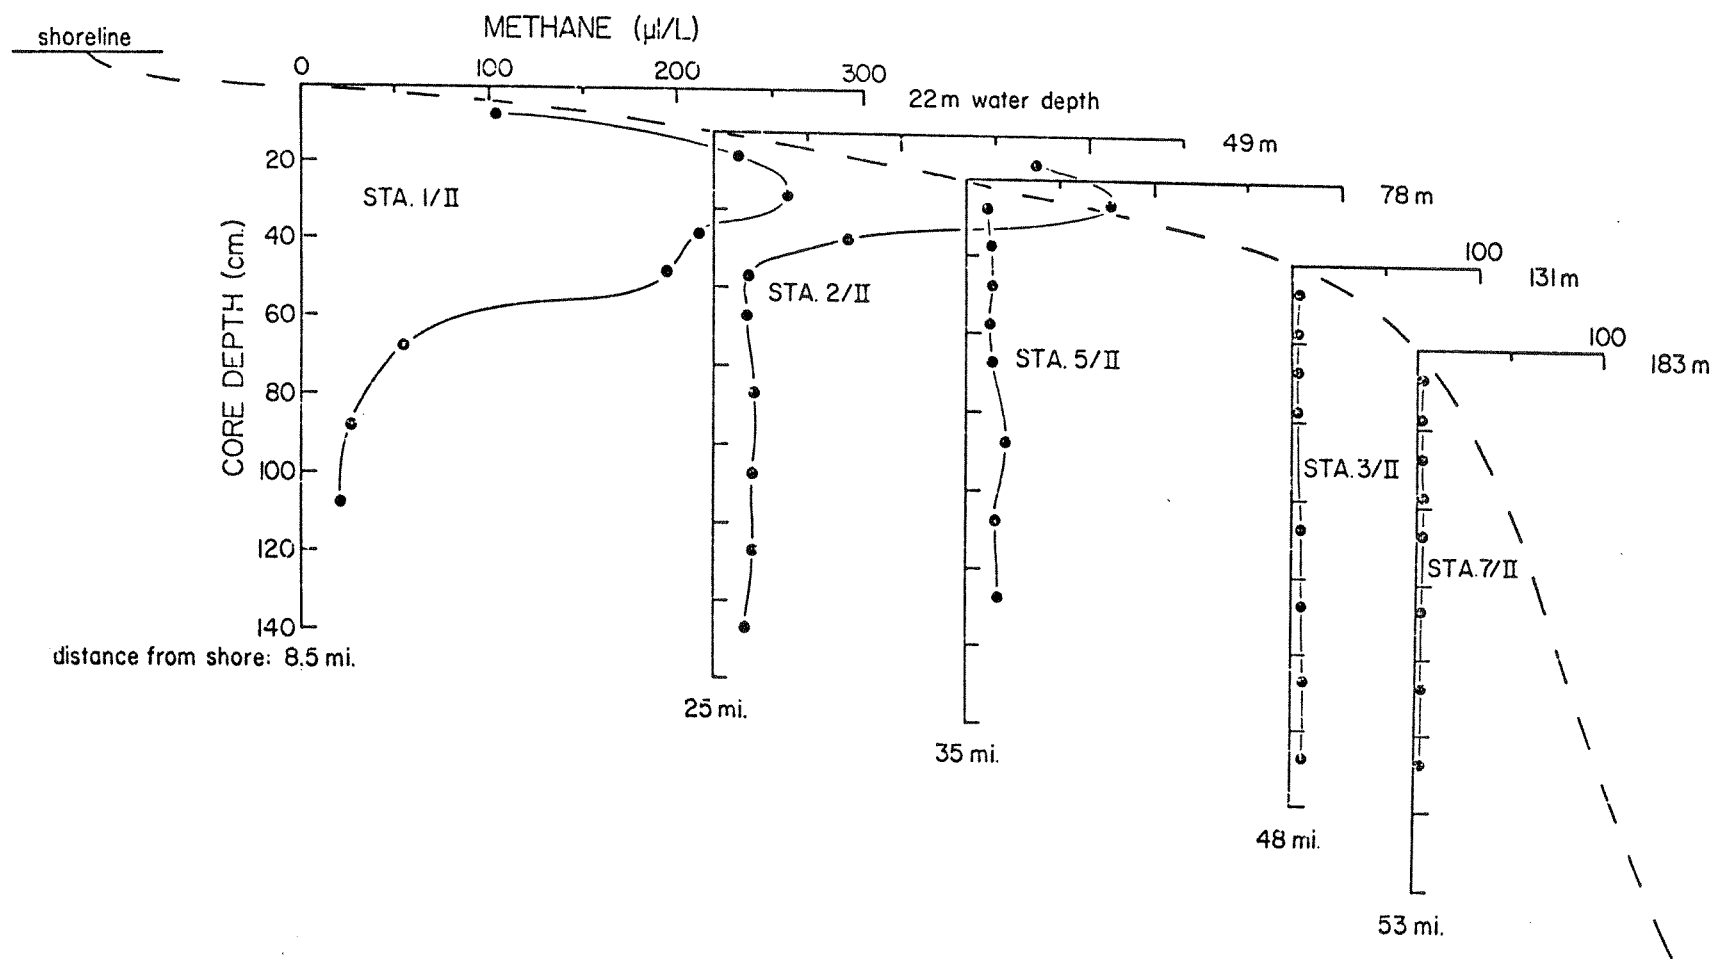 METHANE (µl/L)
shoreline
0 100 200 300
22m water depth
49m
78m
100
131m
100
183m
CORE DEPTH (cm.)
20
40
60
80
100
120
140
STA. 1/II
STA. 2/II
STA. 5/II
STA. 3/II
STA. 7/II
distance from shore: 8.5 mi.
25 mi.
35 mi.
48 mi.
53 mi.